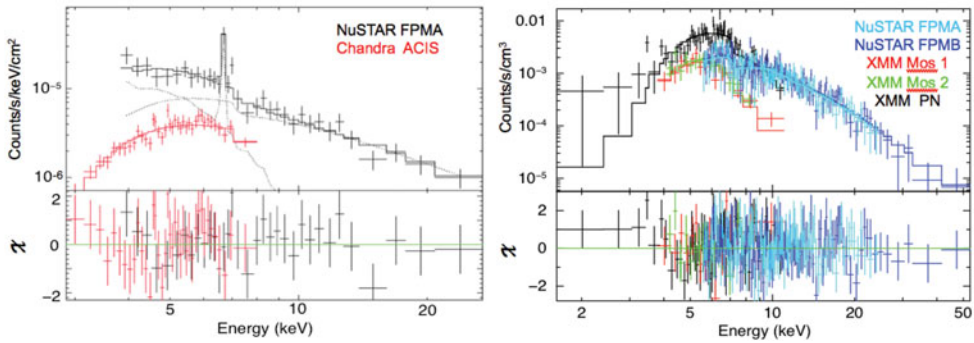 NuSTAR FPMA
Chandra ACIS
Counts/s/keV/cm2
10-5
10-6
2
0
-2
χ
5
10
20
Energy (keV)
NuSTAR FPMA
NuSTAR FPMB
XMM Mos 1
XMM Mos 2
XMM PN
Counts/s/cm3
0.01
10-3
10-4
10-5
2
0
-2
χ
2
5
10
20
50
Energy (keV)